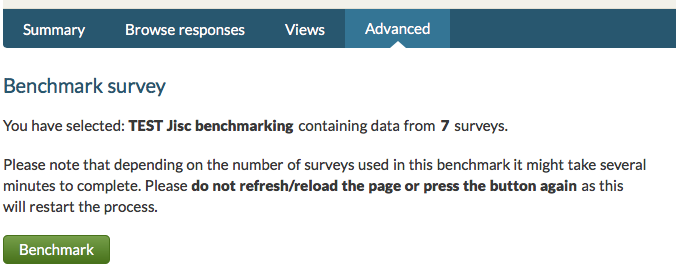 Summary Browse responses Views Advanced
Benchmark survey
You have selected: TEST Jisc benchmarking containing data from 7 surveys.
Please note that depending on the number of surveys used in this benchmark it might take several
minutes to complete. Please do not refresh/reload the page or press the button again as this
will restart the process.
Benchmark